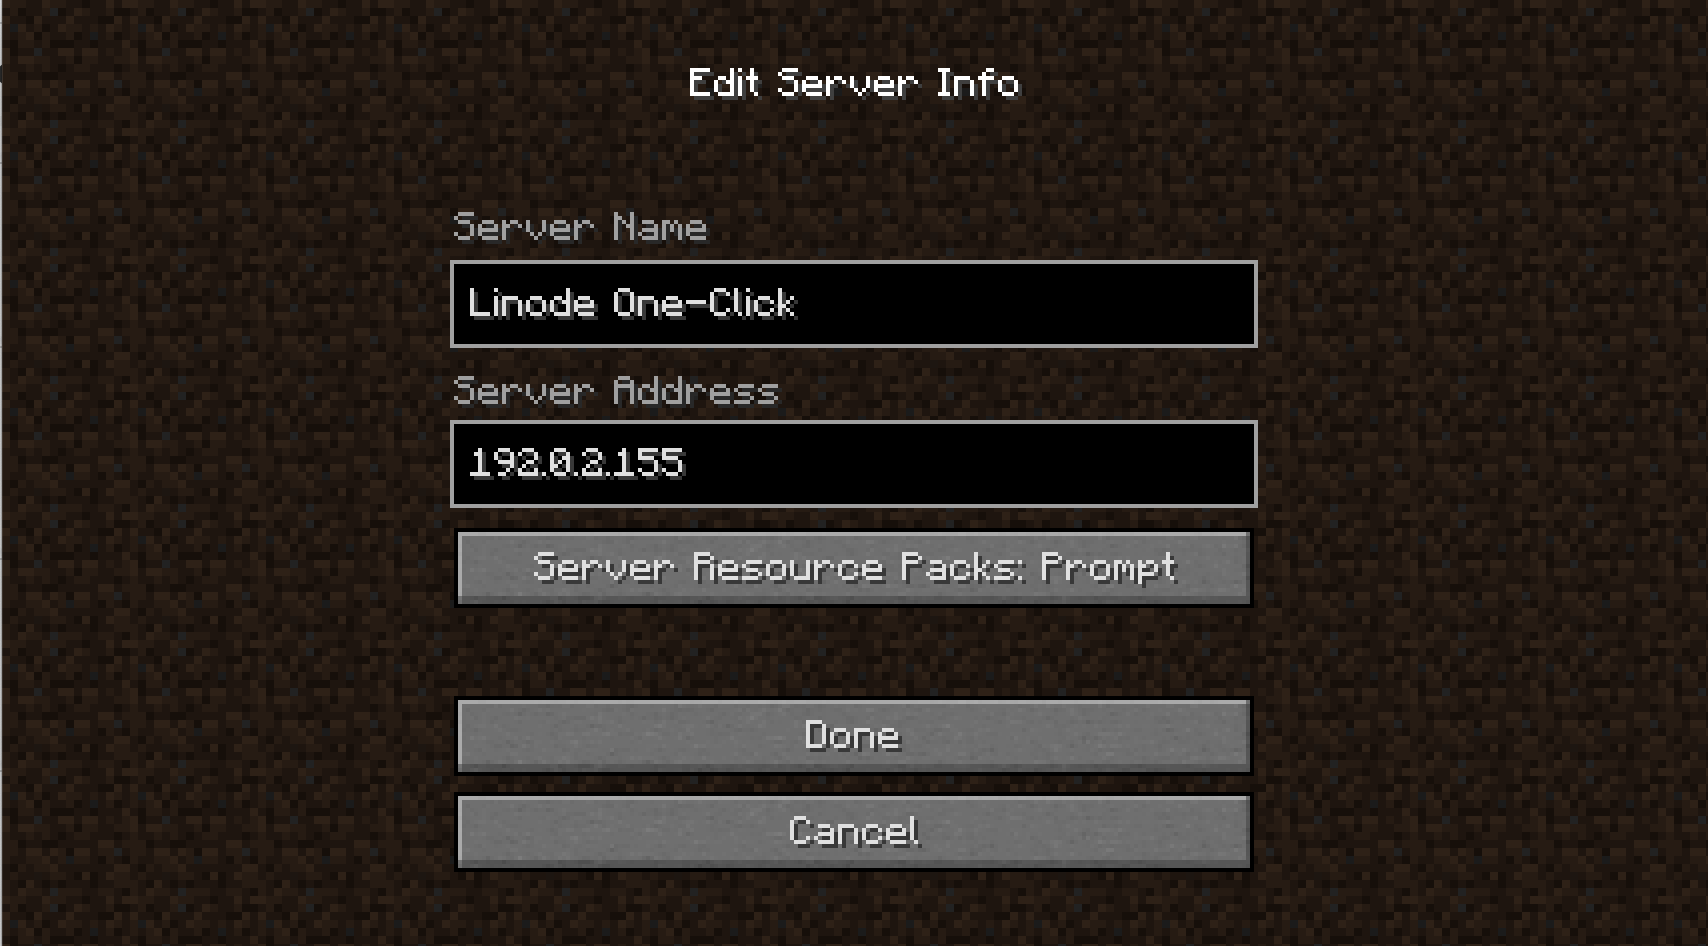 Edit Server Info
Server Name
Linode One-Click
Server Address
192.0.2.155
Server Resource Packs: Prompt
Done
Cancel